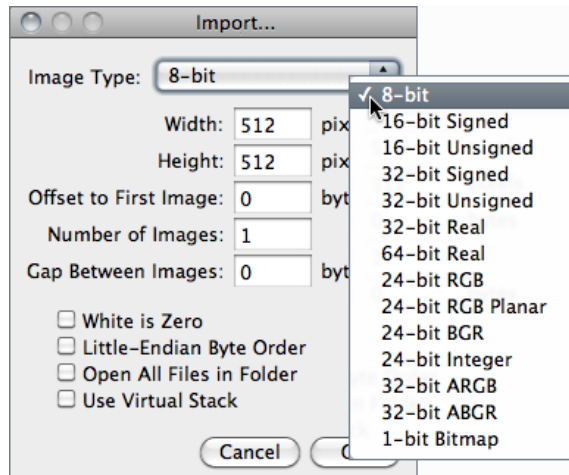 Import...
Image Type: 8-bit
Width: 512 pix
Height: 512 pix
Offset to First Image: 0 byt
Number of Images: 1
Gap Between Images: 0 byt
White is Zero
Little-Endian Byte Order
Open All Files in Folder
Use Virtual Stack
Cancel
✓ 8-bit
16-bit Signed
16-bit Unsigned
32-bit Signed
32-bit Unsigned
32-bit Real
64-bit Real
24-bit RGB
24-bit RGB Planar
24-bit BGR
24-bit Integer
32-bit ARGB
32-bit ABGR
1-bit Bitmap